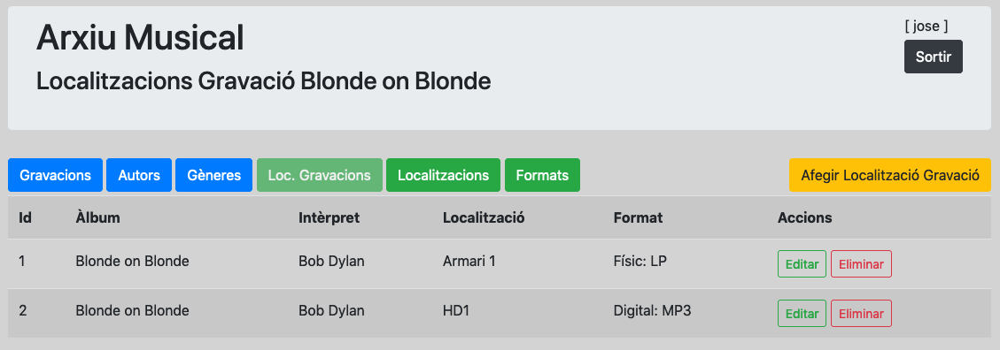 Arxiu Musical
[ jose ]
Sortir
Localitzacions Gravació Blonde on Blonde
Gravacions Autors Gèneres Loc. Gravacions Localitzacions Formats Afegir Localització Gravació
Id Àlbum Intèrpret Localització Format Accions
1 Blonde on Blonde Bob Dylan Armari 1 Físic: LP Editar Eliminar
2 Blonde on Blonde Bob Dylan HD1 Digital: MP3 Editar Eliminar